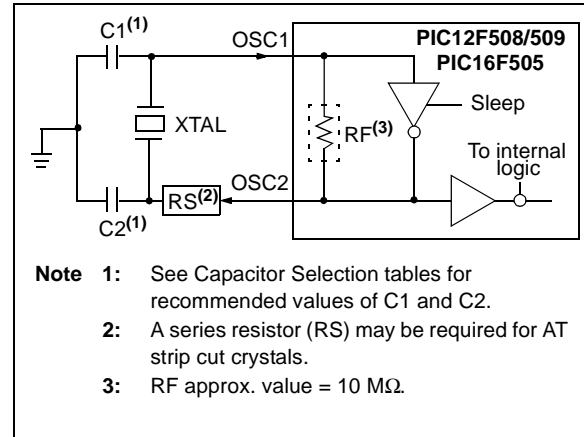 C1(1)
OSC1
PIC12F508/509
PIC16F505
Sleep
XTAL
RF(3)
To internal
logic
OSC2
RS(2)
C2(1)
Note 1: See Capacitor Selection tables for
recommended values of C1 and C2.
2: A series resistor (RS) may be required for AT
strip cut crystals.
3: RF approx. value = 10 MΩ.